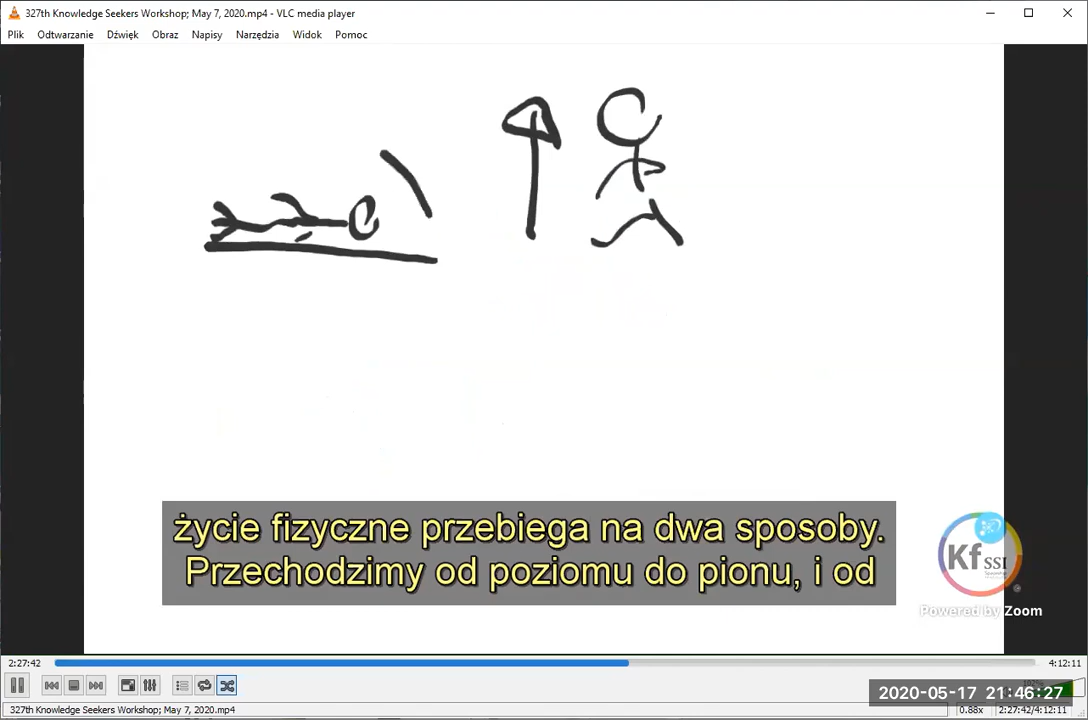 327th Knowledge Seekers Workshop; May 7, 2020.mp4 - VLC media player
Plik Odtwarzanie Dźwięk Obraz Napisy Narzędzia Widok Pomoc
życie fizyczne przebiega na dwa sposoby.
Przechodzimy od poziomu do pionu, i od
Kf SSI
Powered by Zoom
2:27:42 4:12:11
2020-05-17 21:46:27
327th Knowledge Seekers Workshop; May 7, 2020.mp4 0.88x 2:27:42/4:12:11